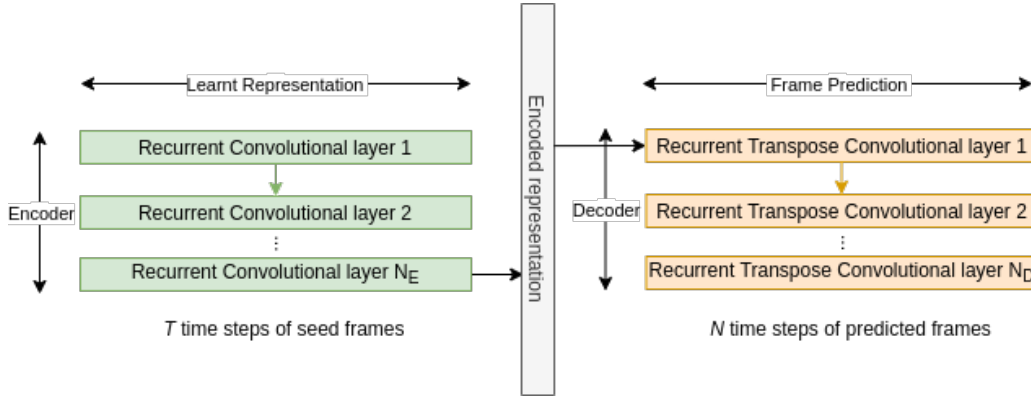 Learnt Representation
Encoder
Recurrent Convolutional layer 1
Recurrent Convolutional layer 2
⋮
Recurrent Convolutional layer N_E
T time steps of seed frames
Encoded representation
Frame Prediction
Decoder
Recurrent Transpose Convolutional layer 1
Recurrent Transpose Convolutional layer 2
⋮
Recurrent Transpose Convolutional layer N_D
N time steps of predicted frames